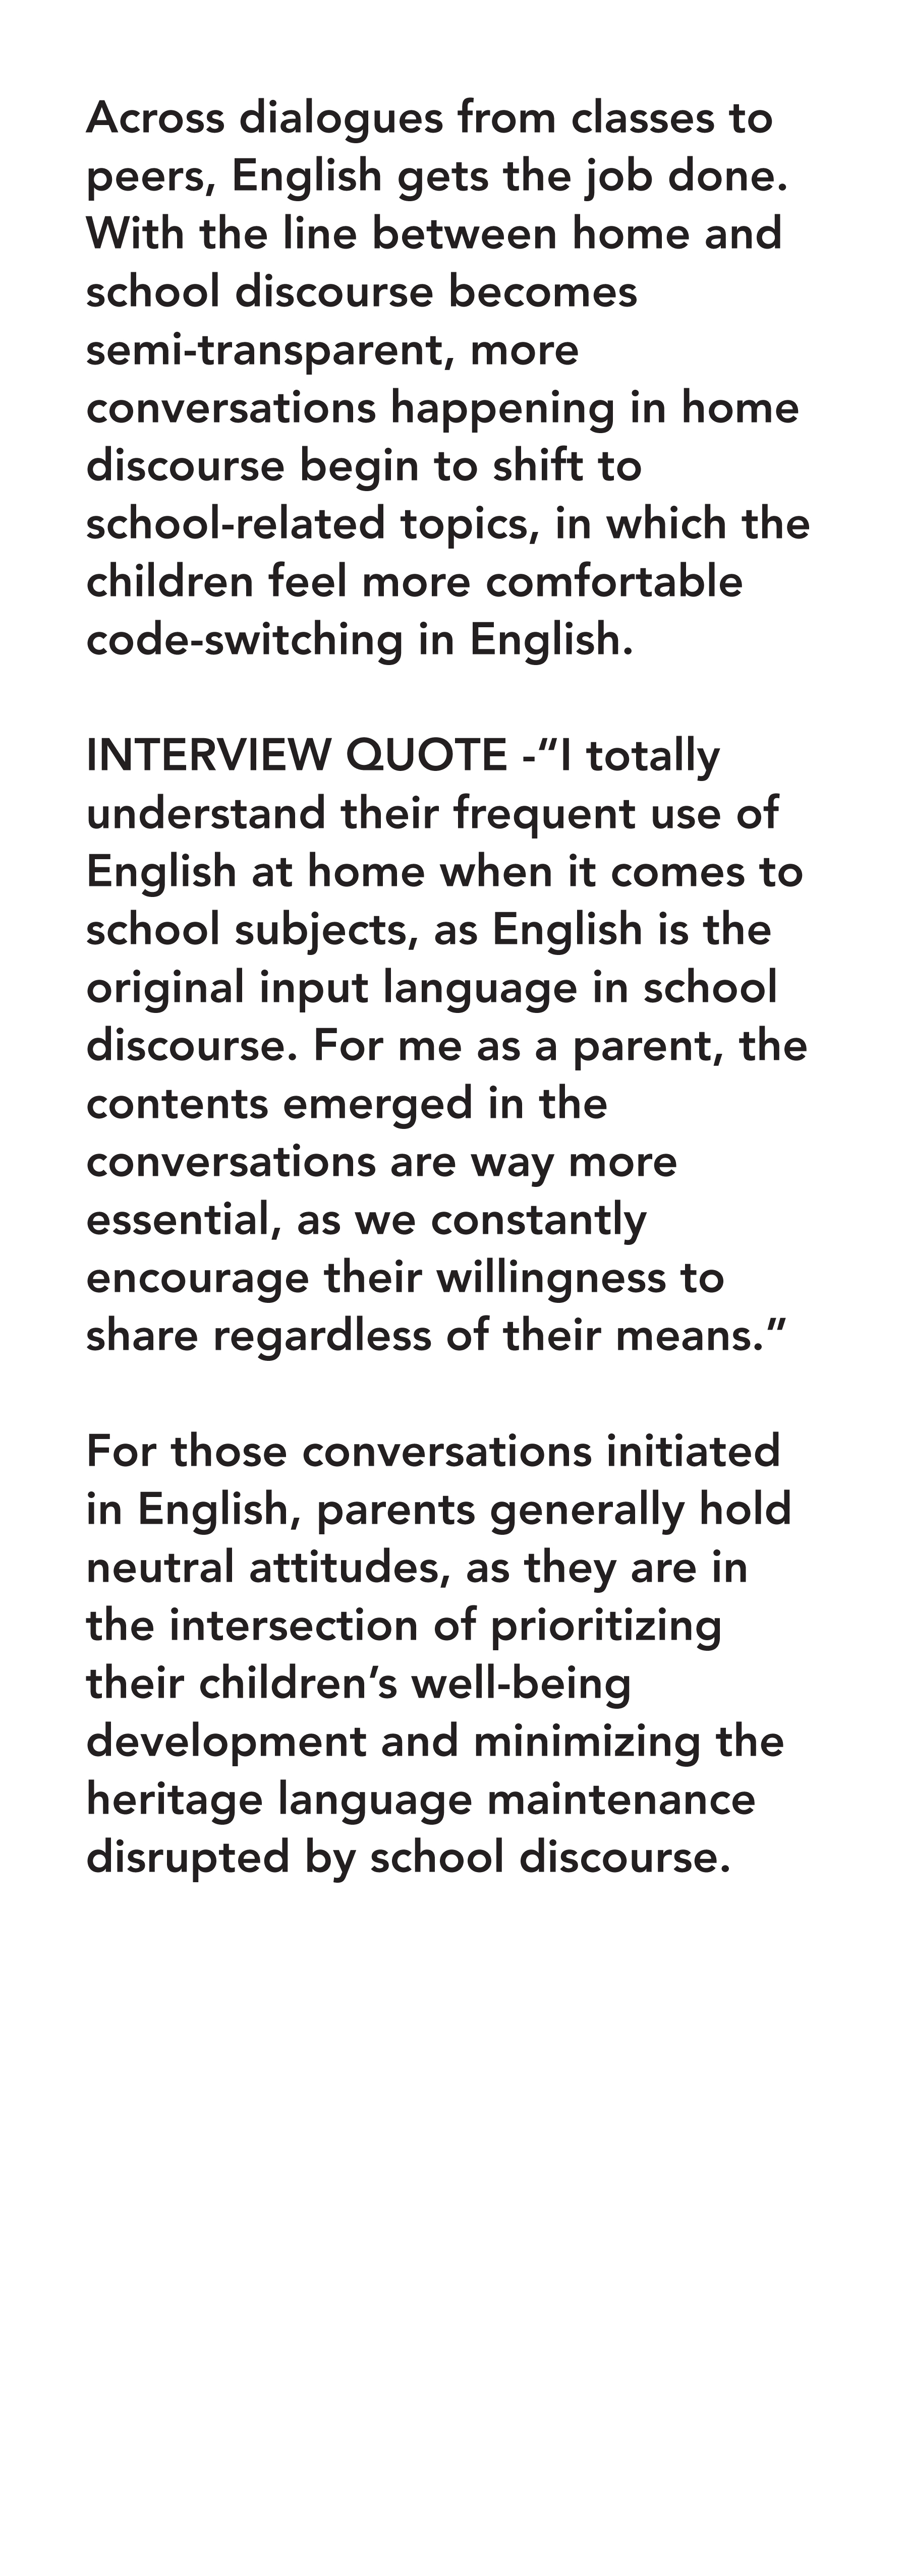 Across dialogues from classes to
peers, English gets the job done.
With the line between home and
school discourse becomes
semi-transparent, more
conversations happening in home
discourse begin to shift to
school-related topics, in which the
children feel more comfortable
code-switching in English.

INTERVIEW QUOTE -“I totally
understand their frequent use of
English at home when it comes to
school subjects, as English is the
original input language in school
discourse. For me as a parent, the
contents emerged in the
conversations are way more
essential, as we constantly
encourage their willingness to
share regardless of their means.”

For those conversations initiated
in English, parents generally hold
neutral attitudes, as they are in
the intersection of prioritizing
their children’s well-being
development and minimizing the
heritage language maintenance
disrupted by school discourse.